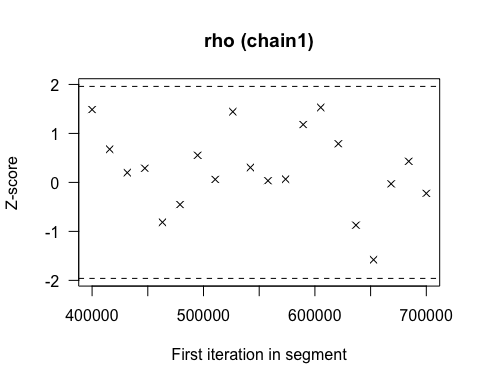 rho (chain1)
Z-score
2
1
0
-1
-2
400000 500000 600000 700000
First iteration in segment